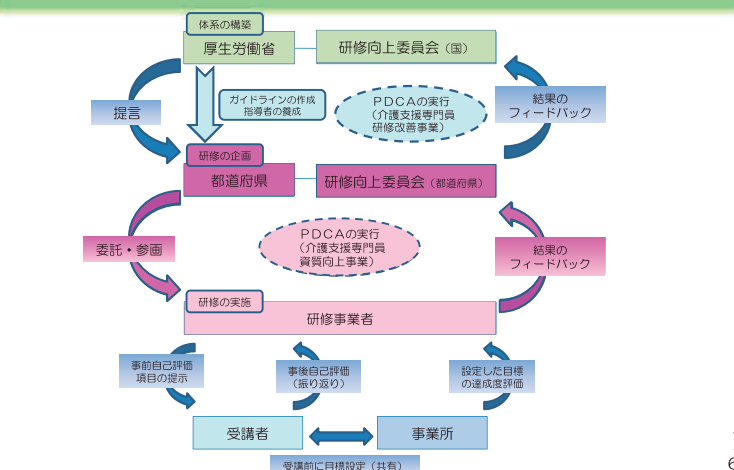 体系の構築
厚生労働省
研修向上委員会（国）
ガイドラインの作成
指導者の養成
提言
PDCAの実行
（介護支援専門員
研修改善事業）
結果の
フィードバック
研修の企画
都道府県
研修向上委員会（都道府県）
委託・参画
PDCAの実行
（介護支援専門員
資質向上事業）
結果の
フィードバック
研修の実施
研修事業者
事前自己評価
項目の提示
事後自己評価
（振り返り）
設定した目標
の達成度評価
受講者
事業所
受講前に目標設定（共有）